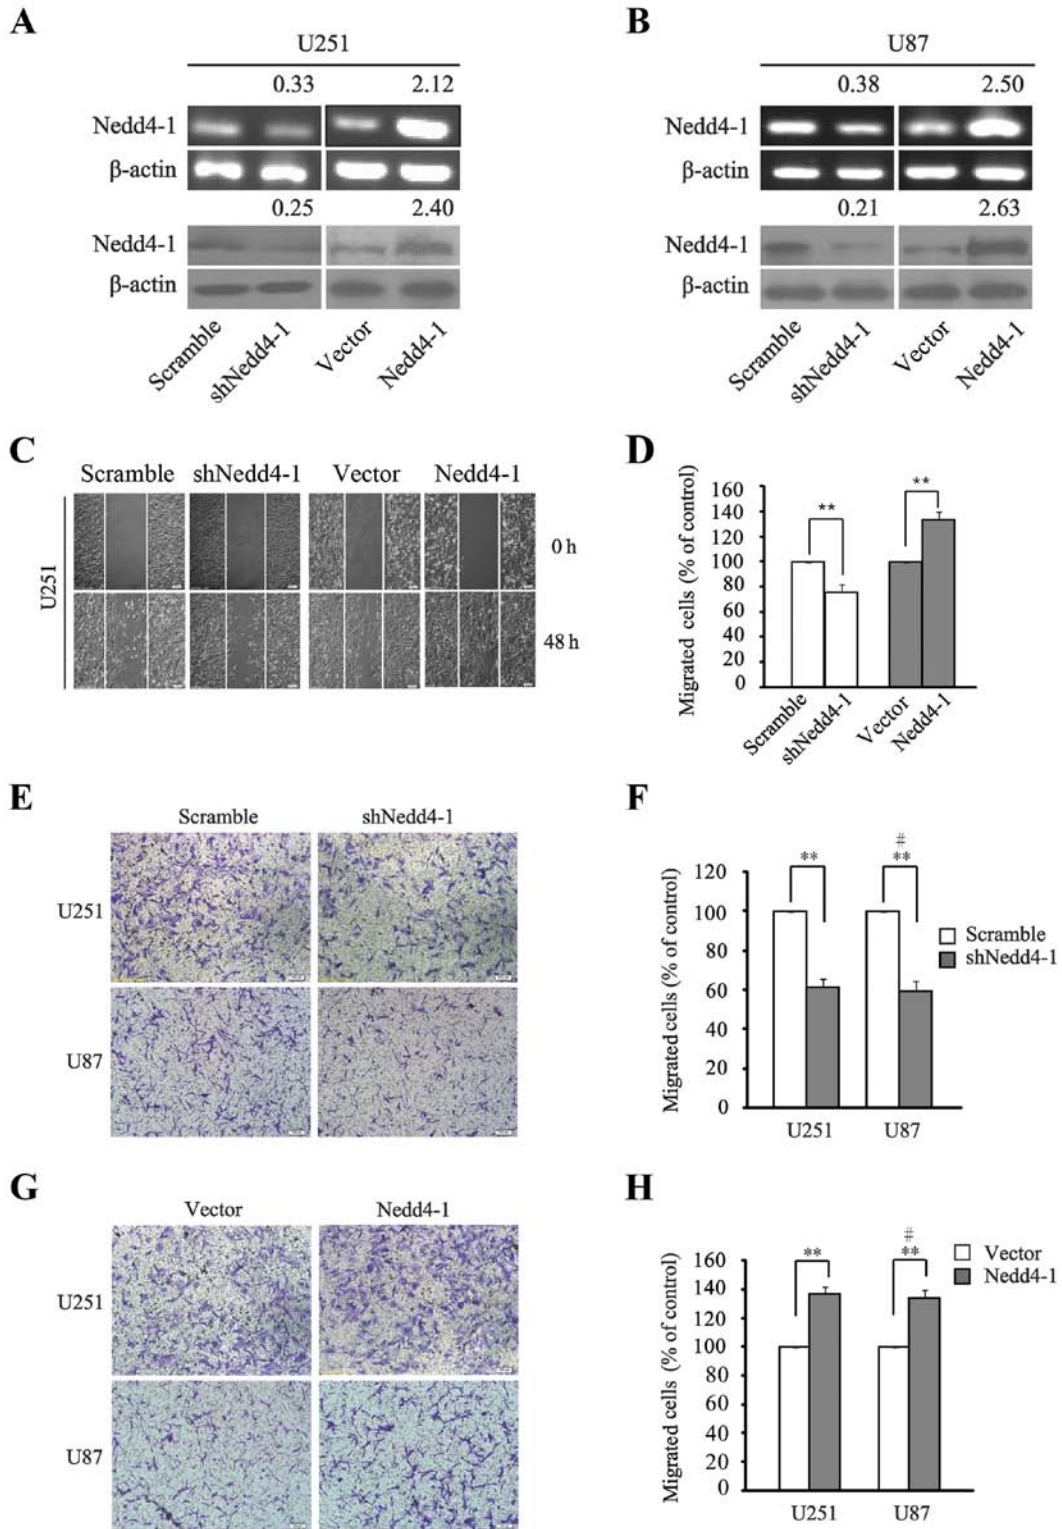 A
U251
0.33 2.12
Nedd4-1
β-actin
0.25 2.40
Nedd4-1
β-actin
Scramble
shNedd4-1
Vector
Nedd4-1
B
U87
0.38 2.50
Nedd4-1
β-actin
0.21 2.63
Nedd4-1
β-actin
Scramble
shNedd4-1
Vector
Nedd4-1
C
Scramble shNedd4-1 Vector Nedd4-1
U251
0 h
48 h
D
Migrated cells (% of control)
160
140
120
100
80
60
40
20
0
** **
Scramble
shNedd4-1
Vector
Nedd4-1
E
Scramble shNedd4-1
U251
U87
F
Migrated cells (% of control)
120
100
80
60
40
20
0
#
** **
Scramble
shNedd4-1
U251 U87
G
Vector Nedd4-1
U251
U87
H
Migrated cells (% of control)
160
140
120
100
80
60
40
20
0
#
** **
Vector
Nedd4-1
U251 U87